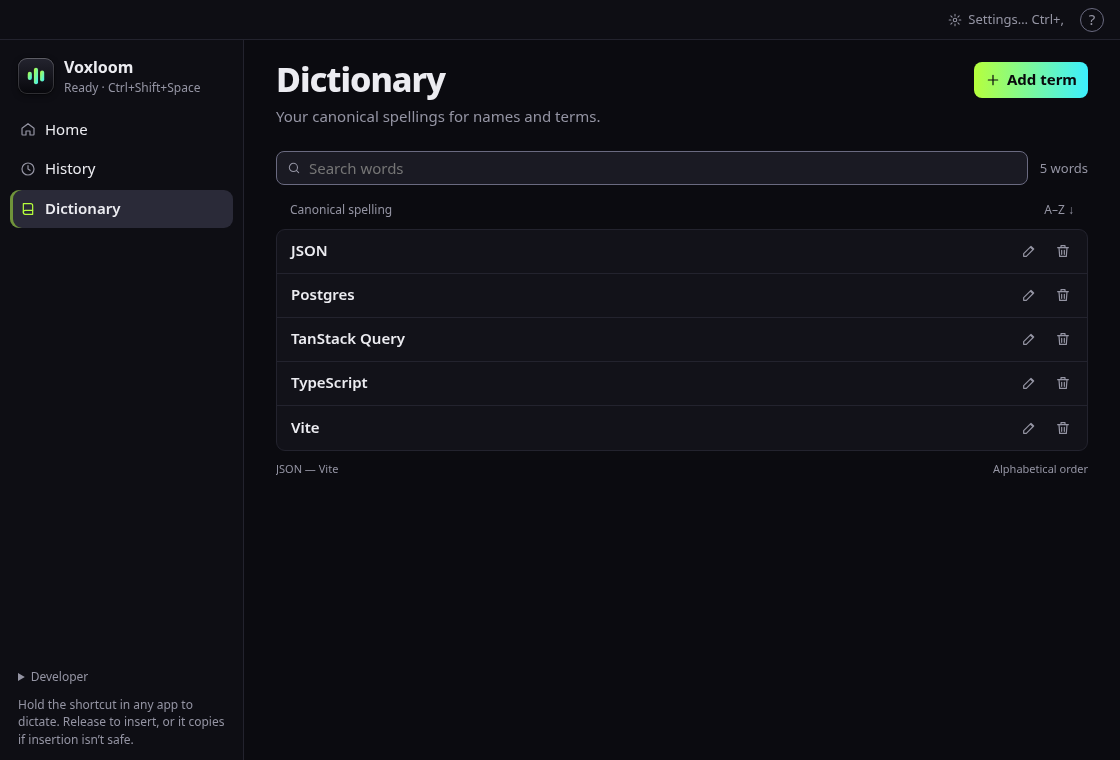 Settings... Ctrl+,
?
Voxloom
Ready · Ctrl+Shift+Space
Home
History
Dictionary
Developer
Hold the shortcut in any app to
dictate. Release to insert, or it copies
if insertion isn't safe.
Dictionary
Add term
Your canonical spellings for names and terms.
Search words
5 words
Canonical spelling
A–Z ↓
JSON
Postgres
TanStack Query
TypeScript
Vite
JSON — Vite
Alphabetical order